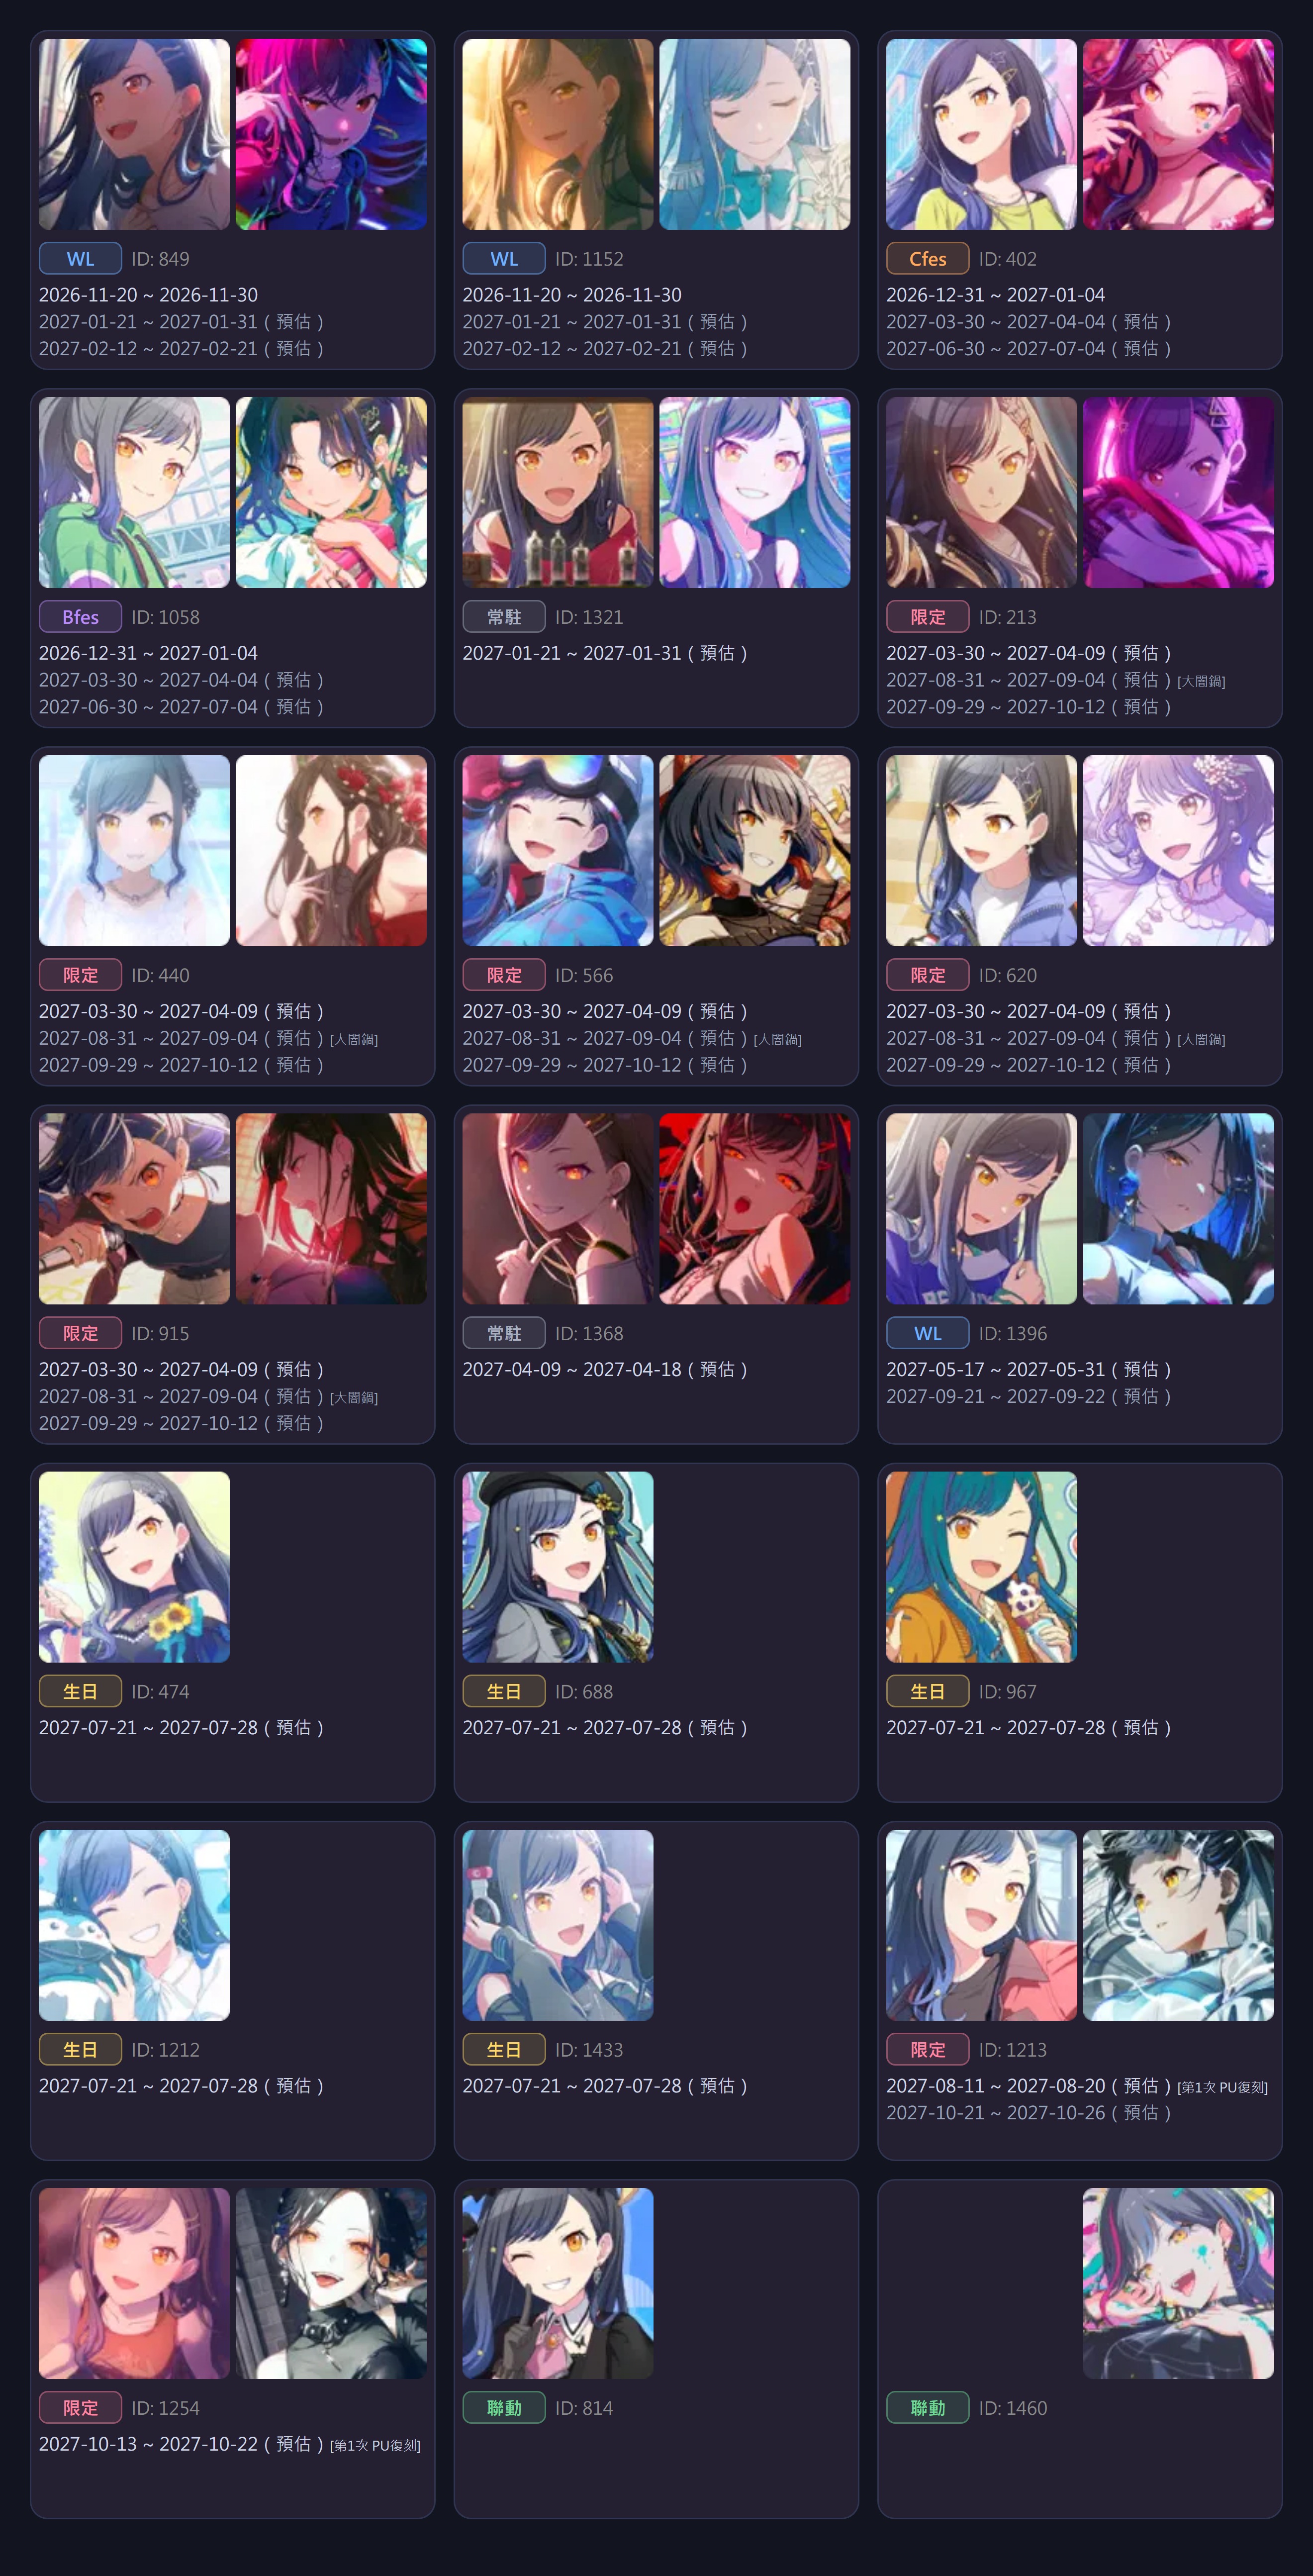 WL ID: 849
2026-11-20 ~ 2026-11-30
2027-01-21 ~ 2027-01-31 ( 預估 )
2027-02-12 ~ 2027-02-21 ( 預估 )
WL ID: 1152
2026-11-20 ~ 2026-11-30
2027-01-21 ~ 2027-01-31 ( 預估 )
2027-02-12 ~ 2027-02-21 ( 預估 )
Cfes ID: 402
2026-12-31 ~ 2027-01-04
2027-03-30 ~ 2027-04-04 ( 預估 )
2027-06-30 ~ 2027-07-04 ( 預估 )
Bfes ID: 1058
2026-12-31 ~ 2027-01-04
2027-03-30 ~ 2027-04-04 ( 預估 )
2027-06-30 ~ 2027-07-04 ( 預估 )
常駐 ID: 1321
2027-01-21 ~ 2027-01-31 ( 預估 )
限定 ID: 213
2027-03-30 ~ 2027-04-09 ( 預估 )
2027-08-31 ~ 2027-09-04 ( 預估 ) [大闇鍋]
2027-09-29 ~ 2027-10-12 ( 預估 )
限定 ID: 440
2027-03-30 ~ 2027-04-09 ( 預估 )
2027-08-31 ~ 2027-09-04 ( 預估 ) [大闇鍋]
2027-09-29 ~ 2027-10-12 ( 預估 )
限定 ID: 566
2027-03-30 ~ 2027-04-09 ( 預估 )
2027-08-31 ~ 2027-09-04 ( 預估 ) [大闇鍋]
2027-09-29 ~ 2027-10-12 ( 預估 )
限定 ID: 620
2027-03-30 ~ 2027-04-09 ( 預估 )
2027-08-31 ~ 2027-09-04 ( 預估 ) [大闇鍋]
2027-09-29 ~ 2027-10-12 ( 預估 )
限定 ID: 915
2027-03-30 ~ 2027-04-09 ( 預估 )
2027-08-31 ~ 2027-09-04 ( 預估 ) [大闇鍋]
2027-09-29 ~ 2027-10-12 ( 預估 )
常駐 ID: 1368
2027-04-09 ~ 2027-04-18 ( 預估 )
WL ID: 1396
2027-05-17 ~ 2027-05-31 ( 預估 )
2027-09-21 ~ 2027-09-22 ( 預估 )
生日 ID: 474
2027-07-21 ~ 2027-07-28 ( 預估 )
生日 ID: 688
2027-07-21 ~ 2027-07-28 ( 預估 )
生日 ID: 967
2027-07-21 ~ 2027-07-28 ( 預估 )
生日 ID: 1212
2027-07-21 ~ 2027-07-28 ( 預估 )
生日 ID: 1433
2027-07-21 ~ 2027-07-28 ( 預估 )
限定 ID: 1213
2027-08-11 ~ 2027-08-20 ( 預估 ) [第1次 PU復刻]
2027-10-21 ~ 2027-10-26 ( 預估 )
限定 ID: 1254
2027-10-13 ~ 2027-10-22 ( 預估 ) [第1次 PU復刻]
聯動 ID: 814
聯動 ID: 1460